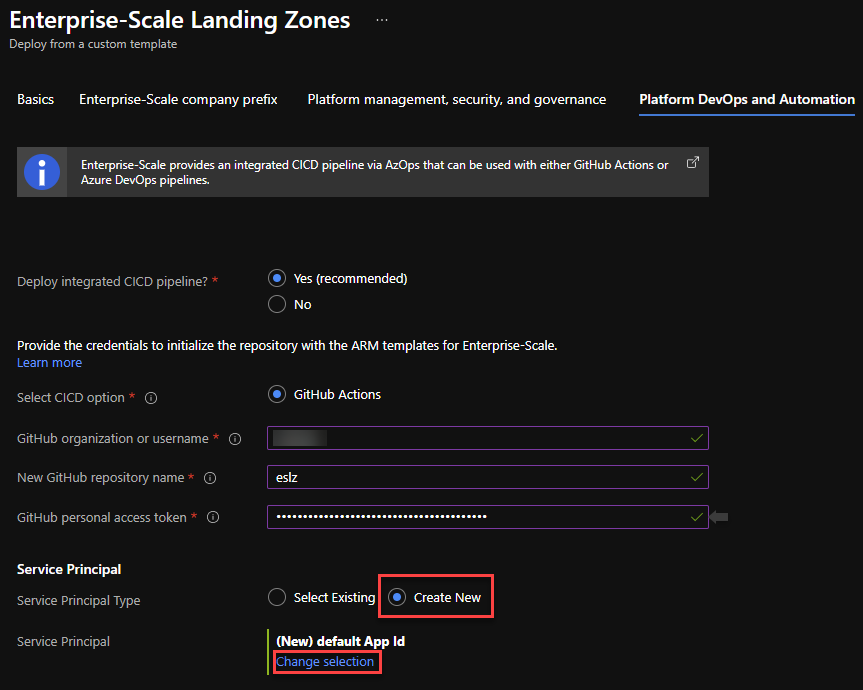 Enterprise-Scale Landing Zones ...
Deploy from a custom template
Basics Enterprise-Scale company prefix Platform management, security, and governance Platform DevOps and Automation
Enterprise-Scale provides an integrated CICD pipeline via AzOps that can be used with either GitHub Actions or
Azure DevOps pipelines.
Deploy integrated CICD pipeline? * Yes (recommended)
No
Provide the credentials to initialize the repository with the ARM templates for Enterprise-Scale.
Learn more
Select CICD option * GitHub Actions
GitHub organization or username *
New GitHub repository name * eslz
GitHub personal access token *
Service Principal
Service Principal Type Select Existing Create New
Service Principal (New) default App Id
Change selection